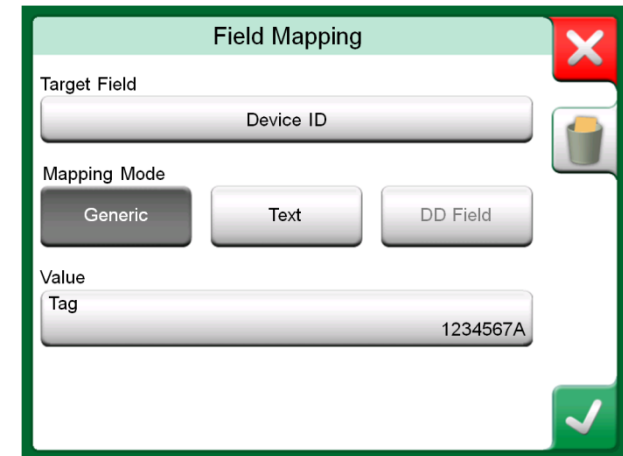 Field Mapping
Target Field
Device ID
Mapping Mode
Generic Text DD Field
Value
Tag
1234567A